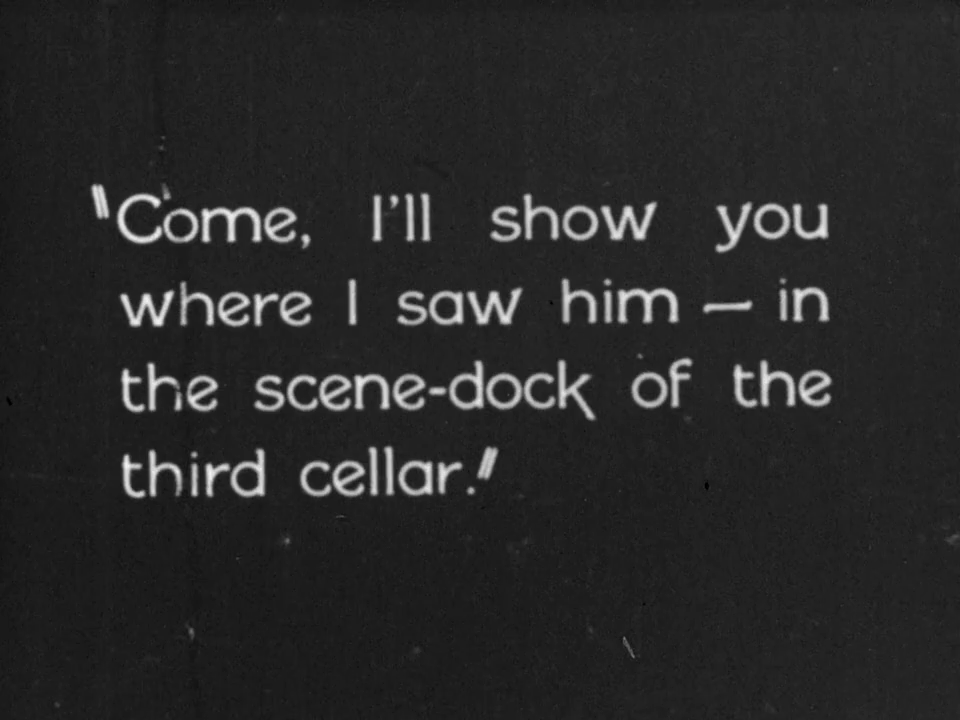 "Come, I'll show you
where I saw him — in
the scene-dock of the
third cellar."